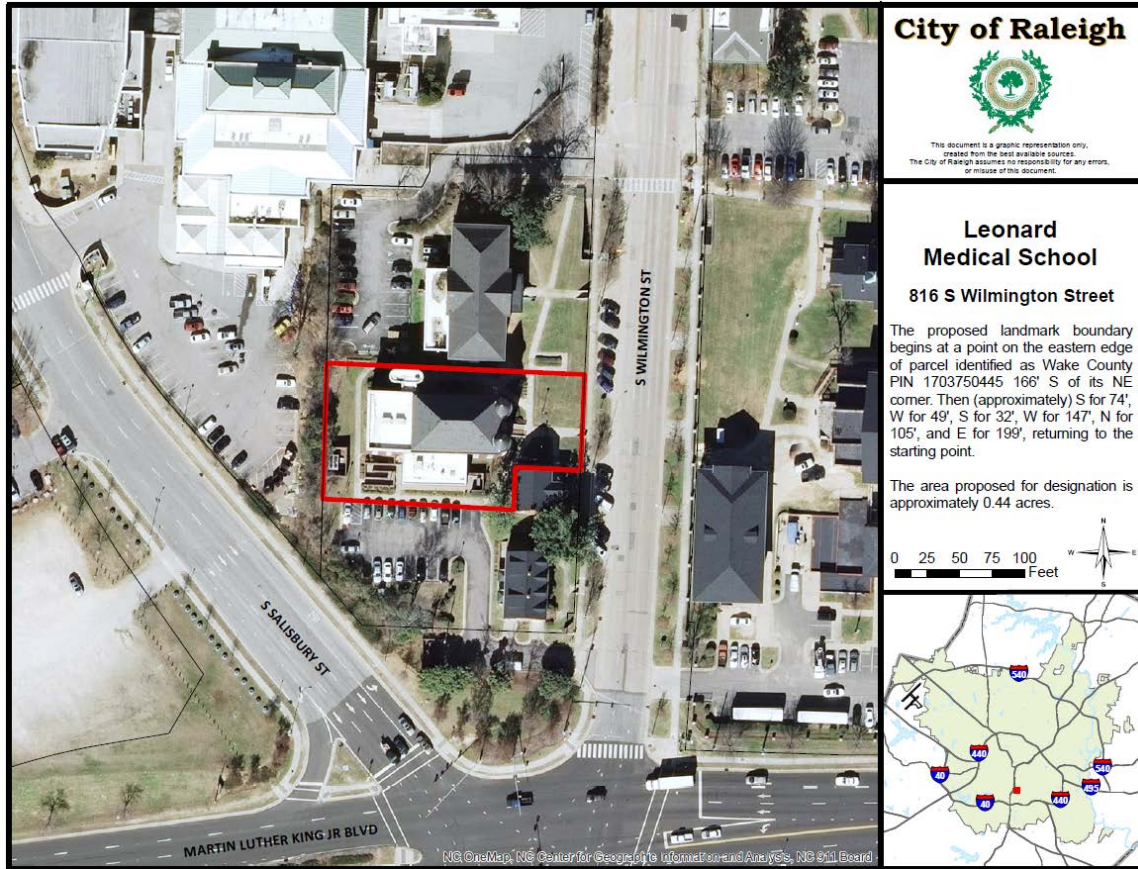 City of Raleigh
This document is a graphic representation only,
created from the best available sources.
The City of Raleigh assumes no responsibility for any errors,
or misuse of this document.
Leonard
Medical School
816 S Wilmington Street
The proposed landmark boundary
begins at a point on the eastern edge
of parcel identified as Wake County
PIN 1703750445 166' S of its NE
corner. Then (approximately) S for 74',
W for 49', S for 32', W for 147', N for
105', and E for 199', returning to the
starting point.
The area proposed for designation is
approximately 0.44 acres.
N
W E
S
0 25 50 75 100
Feet
S WILMINGTON ST
S SALISBURY ST
MARTIN LUTHER KING JR BLVD
NC OneMap, NC Center for Geographic Information and Analysis, NC 911 Board
540
440
540
40
495
40
440